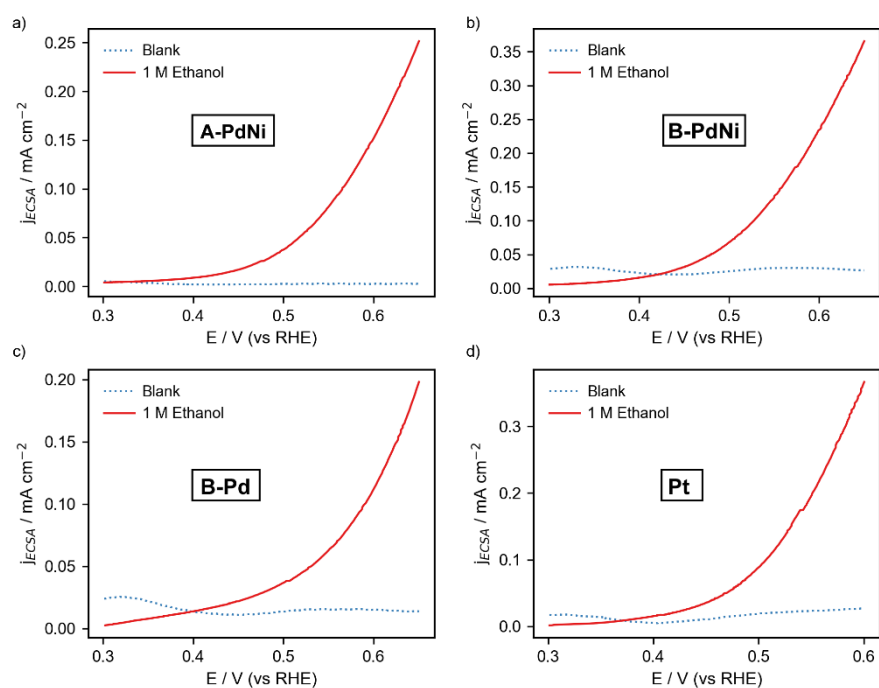 a)
0.25
0.20
0.15
0.10
0.05
0.00
j_ECSA / mA cm⁻²
Blank
1 M Ethanol
A-PdNi
0.3 0.4 0.5 0.6
E / V (vs RHE)
b)
0.35
0.30
0.25
0.20
0.15
0.10
0.05
0.00
j_ECSA / mA cm⁻²
Blank
1 M Ethanol
B-PdNi
0.3 0.4 0.5 0.6
E / V (vs RHE)
c)
0.20
0.15
0.10
0.05
0.00
j_ECSA / mA cm⁻²
Blank
1 M Ethanol
B-Pd
0.3 0.4 0.5 0.6
E / V (vs RHE)
d)
0.3
0.2
0.1
0.0
j_ECSA / mA cm⁻²
Blank
1 M Ethanol
Pt
0.3 0.4 0.5 0.6
E / V (vs RHE)